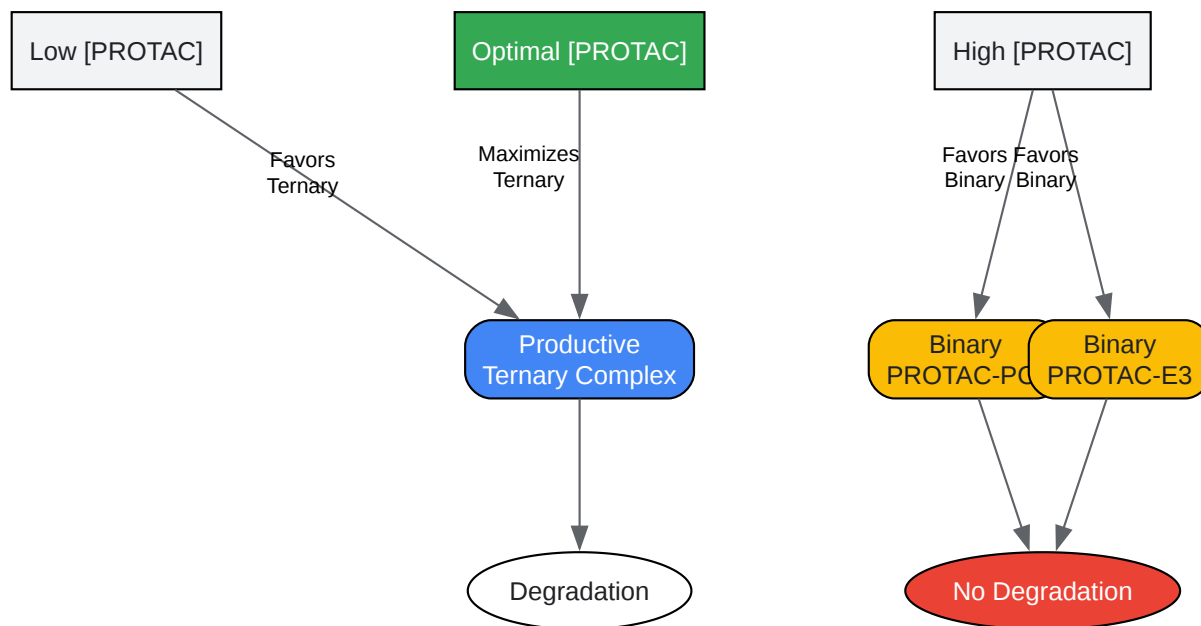 Low [PROTAC]
Optimal [PROTAC]
High [PROTAC]
Favors
Ternary
Maximizes
Ternary
Favors
Binary
Favors
Binary
Productive
Ternary Complex
Binary
Binary
PROTAC-E3
Degradation
No Degradation